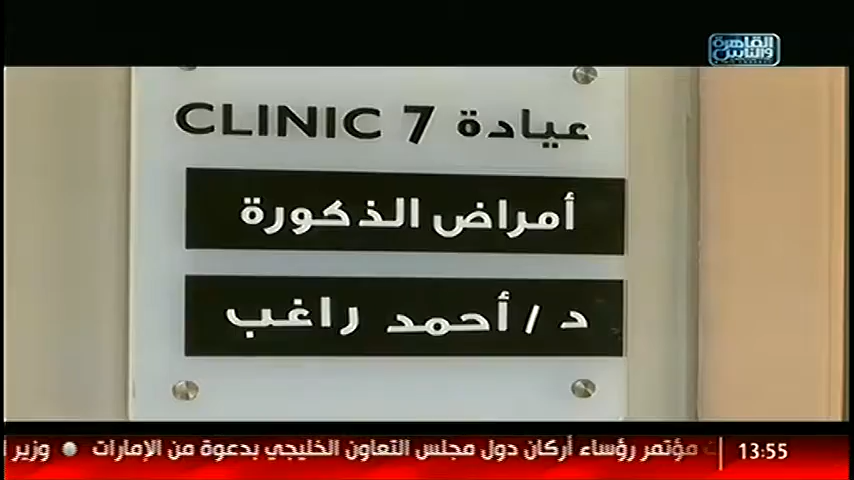 القاهرة
والناس
عيادة 7 CLINIC
أمراض الذكورة
د / أحمد راغب
مؤتمر رؤساء أركان دول مجلس التعاون الخليجي بدعوة من الإمارات
وزير
13:55